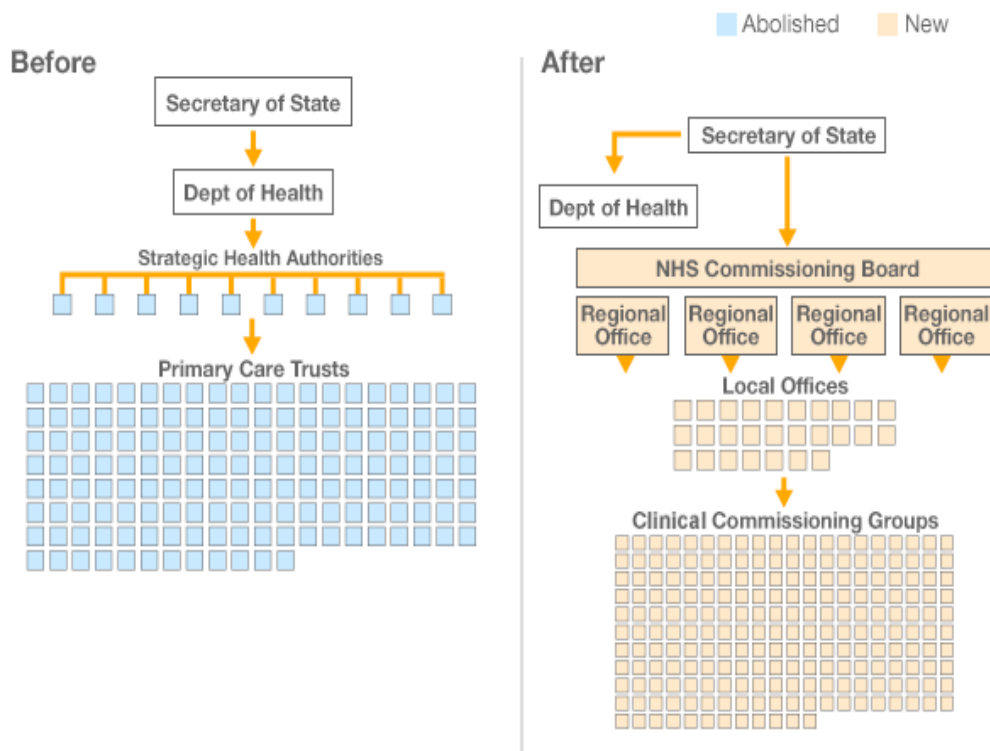 Abolished
New
Before
Secretary of State
Dept of Health
Strategic Health Authorities
Primary Care Trusts
After
Secretary of State
Dept of Health
NHS Commissioning Board
Regional
Office
Regional
Office
Regional
Office
Regional
Office
Local Offices
Clinical Commissioning Groups